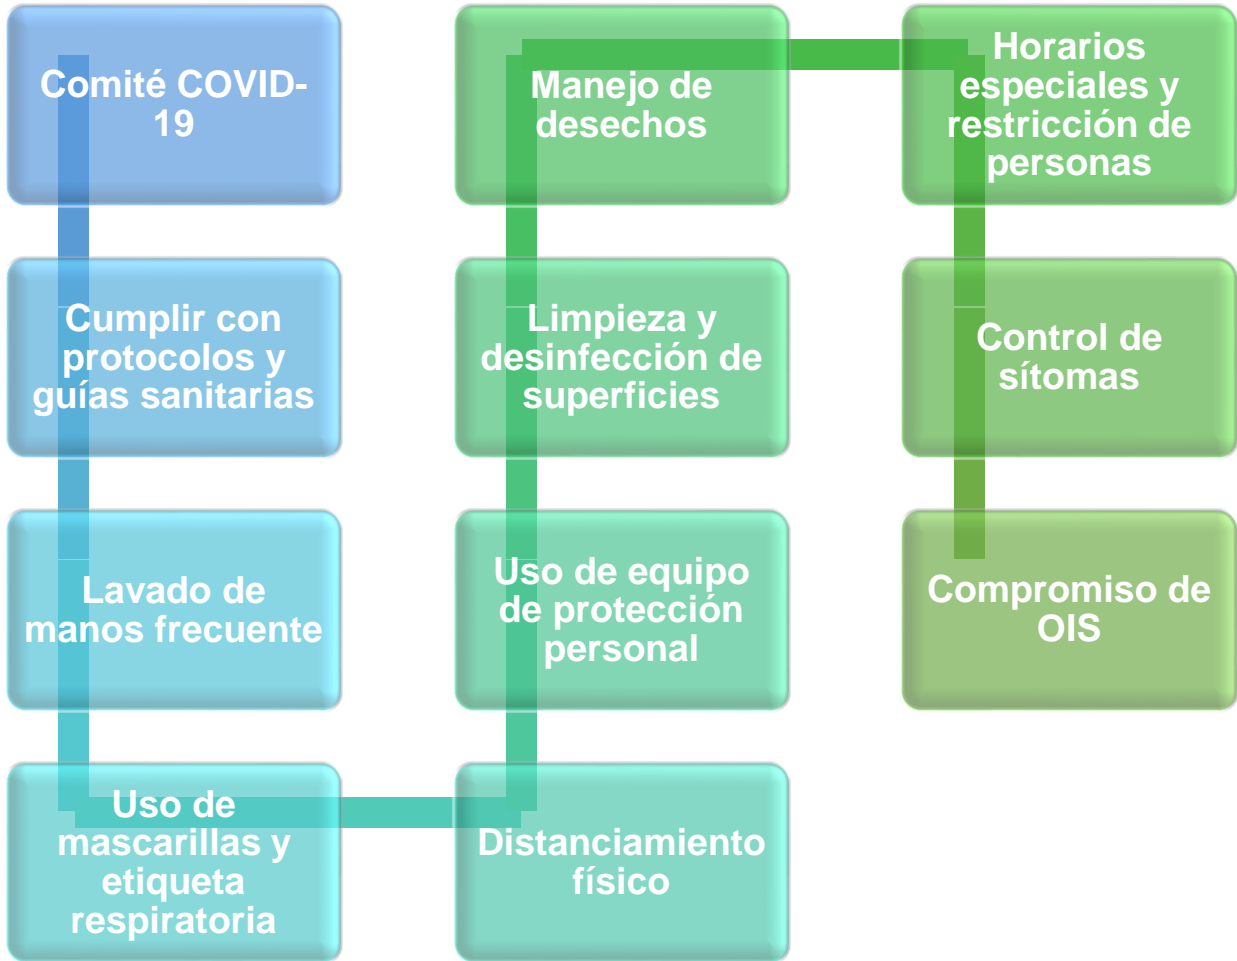 Comité COVID-
19
Cumplir con
protocolos y
guías sanitarias
Lavado de
manos frecuente
Uso de
mascarillas y
etiqueta
respiratoria
Distanciamiento
físico
Uso de equipo
de protección
personal
Limpieza y
desinfección de
superficies
Manejo de
desechos
Horarios
especiales y
restricción de
personas
Control de
sítomas
Compromiso de
OIS